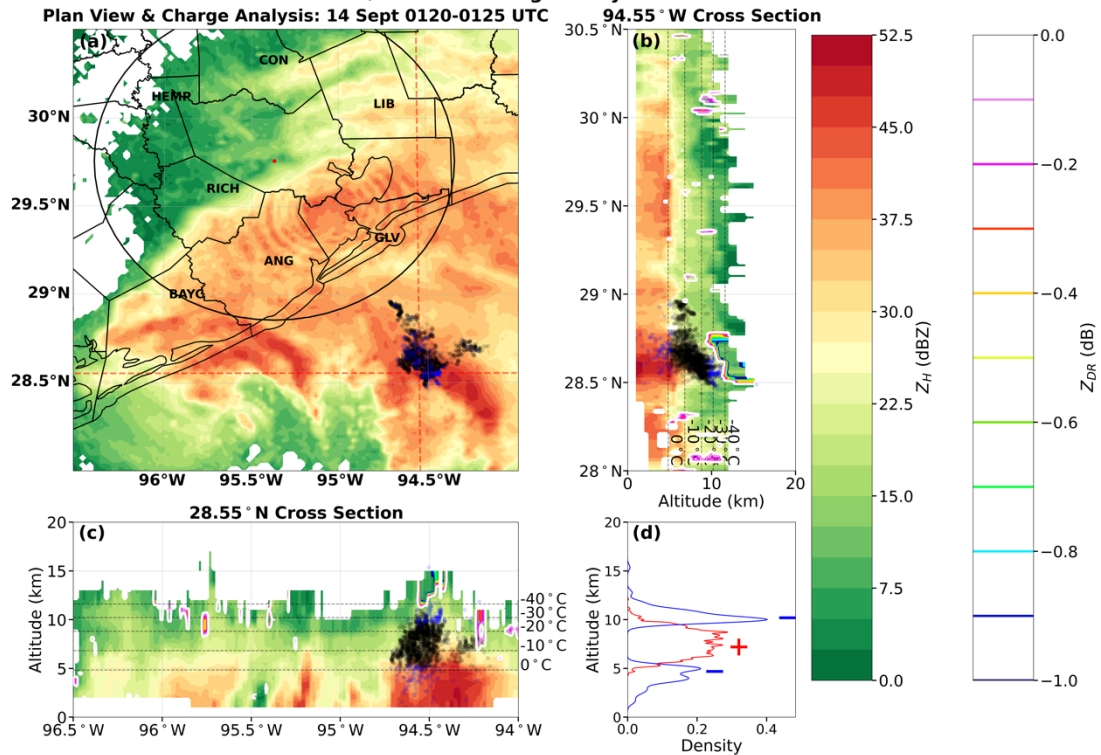 Plan View & Charge Analysis: 14 Sept 0120-0125 UTC
94.55°W Cross Section
(a)
CON
HEMP
LIB
RICH
GLV
ANG
BAYC
30°N
29.5°N
29°N
28.5°N
96°W
95.5°W
95°W
94.5°W
(b)
30.5°N
30°N
29.5°N
29°N
28.5°N
28°N
0°C
-10°C
-20°C
-30°C
-40°C
0
10
20
Altitude (km)
52.5
45.0
37.5
30.0
22.5
15.0
7.5
0.0
Z_H (dBZ)
0.0
−0.2
−0.4
−0.6
−0.8
−1.0
Z_DR (dB)
28.55°N Cross Section
(c)
20
15
10
5
0
Altitude (km)
-40°C
-30°C
-20°C
-10°C
0°C
96.5°W
96°W
95.5°W
95°W
94.5°W
94°W
(d)
20
15
10
5
0
Altitude (km)
0.0
0.2
0.4
Density